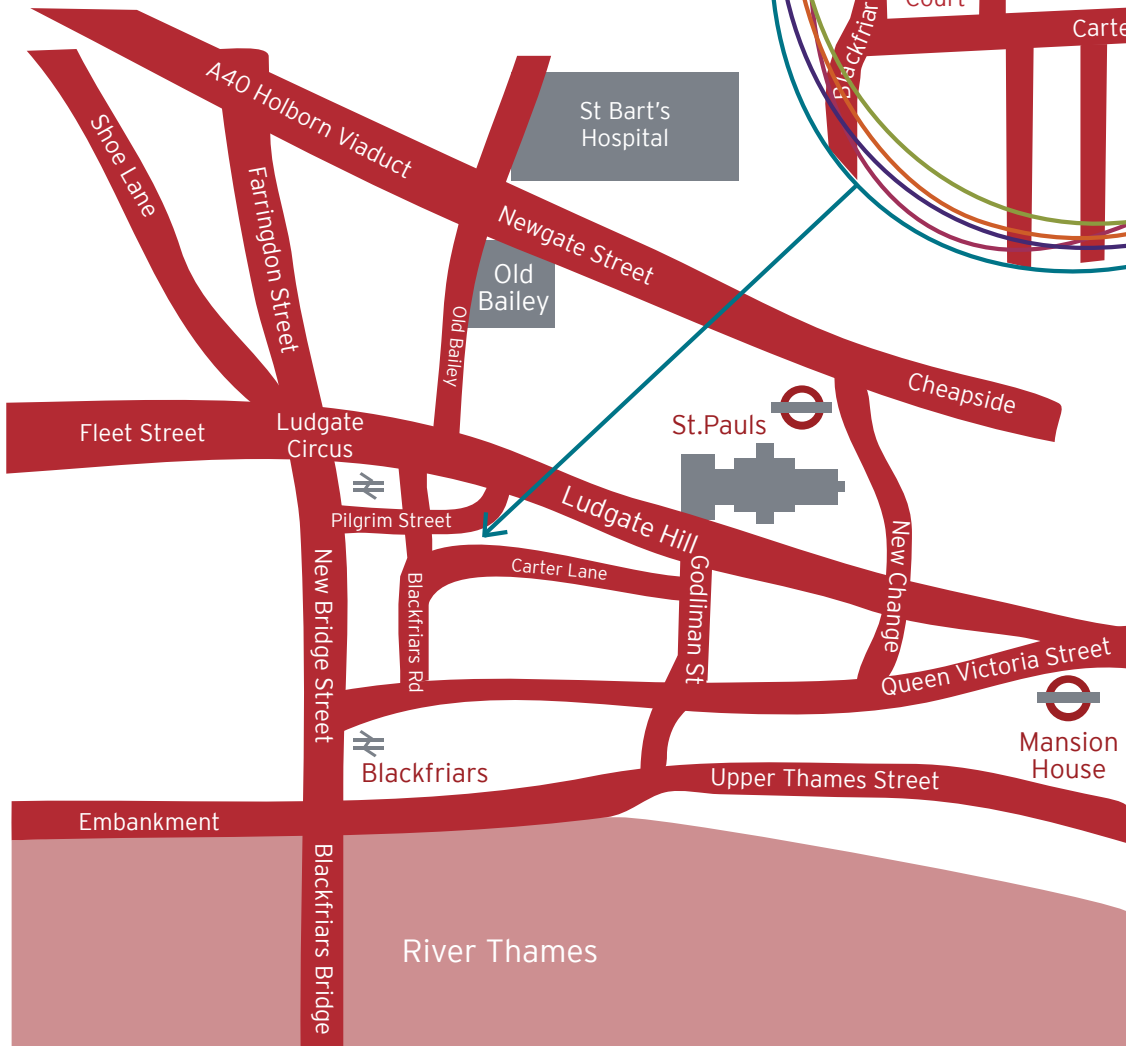 Court
Blackfriar
Carte
A40 Holborn Viaduct
Shoe Lane
St Bart's
Hospital
Farringdon Street
Newgate Street
Old
Bailey
Old Bailey
Cheapside
Fleet Street
Ludgate
Circus
St.Pauls
Pilgrim Street
Ludgate Hill
New Bridge Street
Blackfriars Rd
Carter Lane
Godliman St
New Change
Queen Victoria Street
Mansion
House
Blackfriars
Upper Thames Street
Embankment
Blackfriars Bridge
River Thames